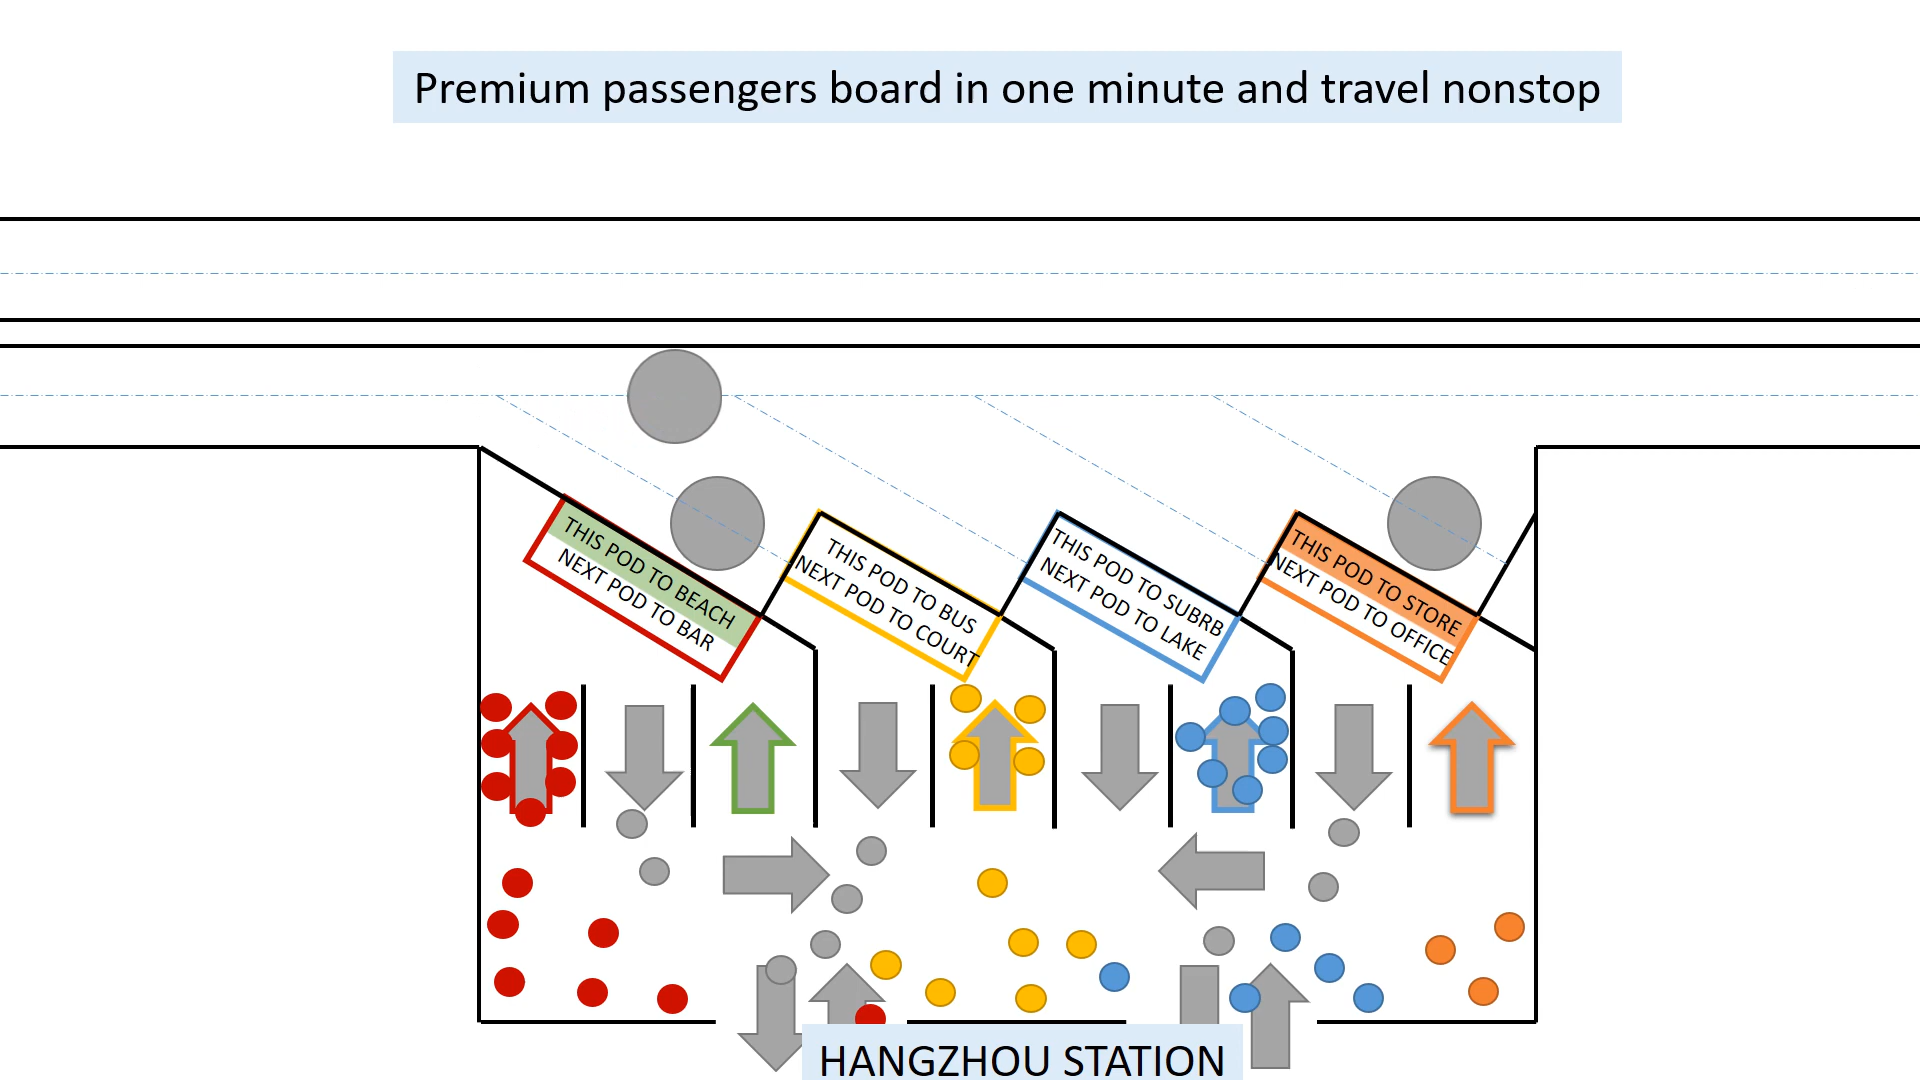 Premium passengers board in one minute and travel nonstop
THIS POD TO BEACH
NEXT POD TO BAR
THIS POD TO BUS
NEXT POD TO COURT
THIS POD TO SUBRB
NEXT POD TO LAKE
THIS POD TO STORE
NEXT POD TO OFFICE
HANGZHOU STATION